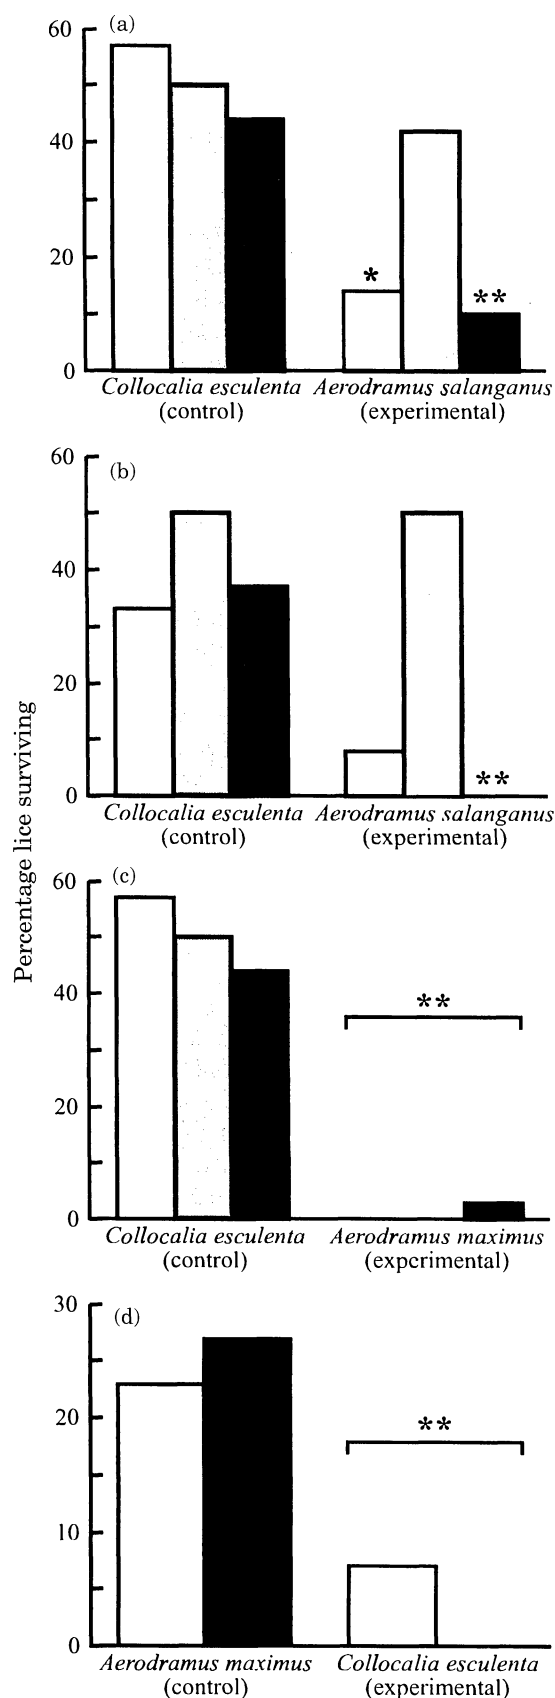 Percentage lice surviving
(a)
60
40
20
0
*
**
Collocalia esculenta Aerodramus salanganus
(control) (experimental)
(b)
60
40
20
0
**
Collocalia esculenta Aerodramus salanganus
(control) (experimental)
(c)
60
40
20
0
**
Collocalia esculenta Aerodramus maximus
(control) (experimental)
(d)
30
20
10
0
**
Aerodramus maximus Collocalia esculenta
(control) (experimental)